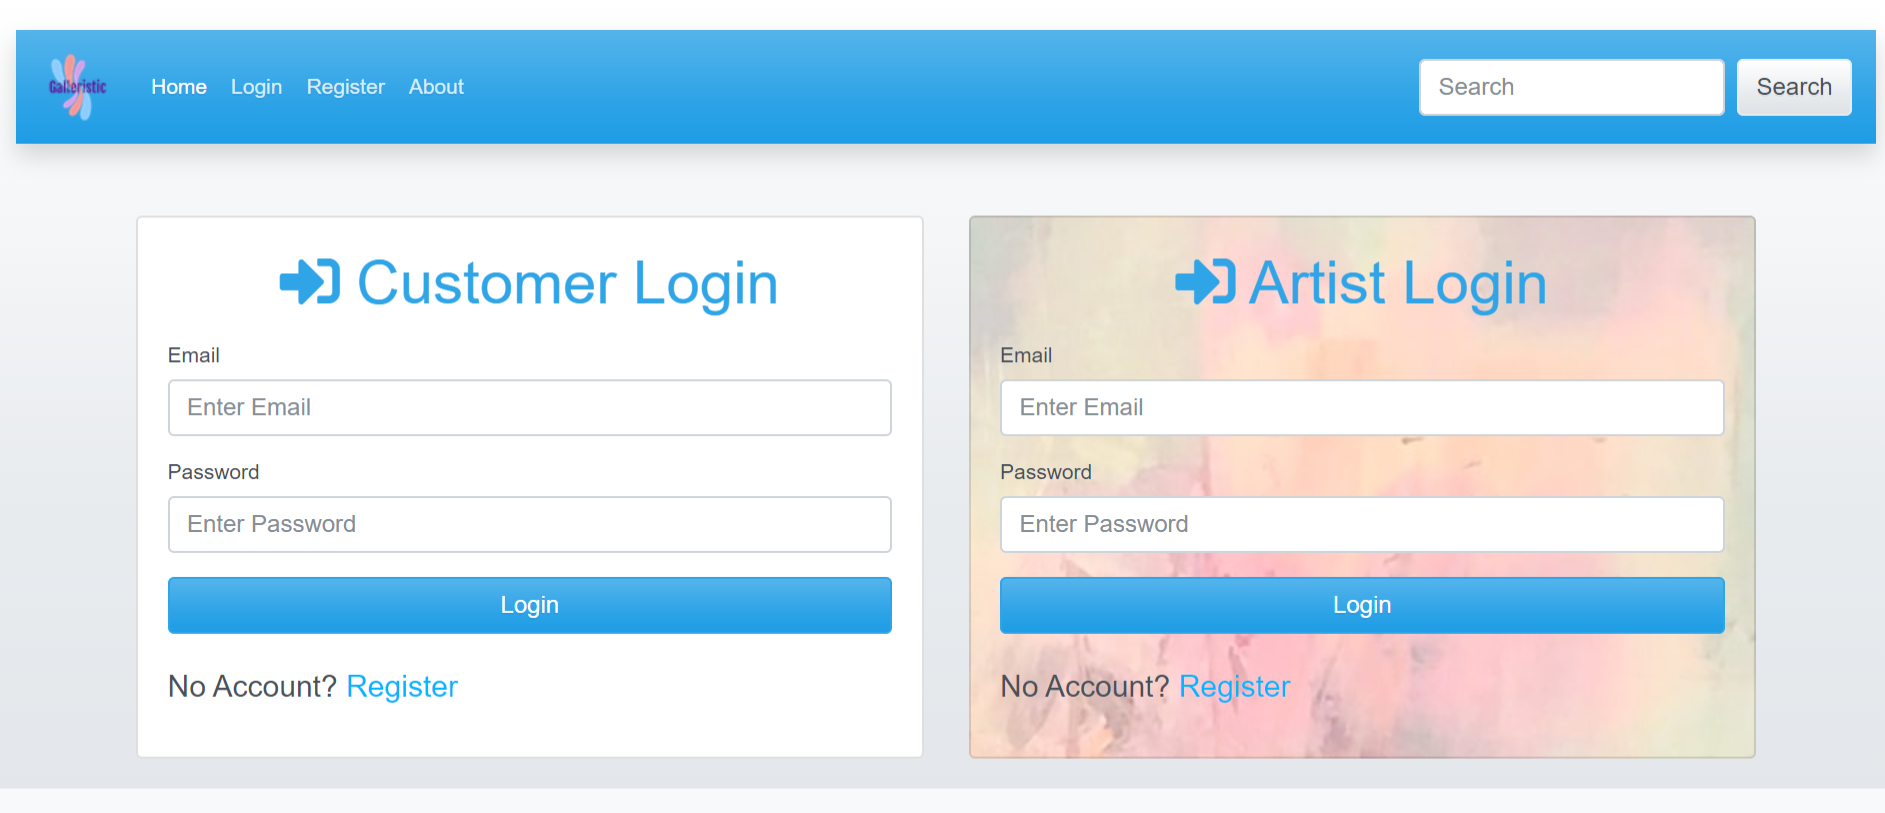 Galleristic
Home Login Register About
Search Search
Customer Login
Email
Enter Email
Password
Enter Password
Login
No Account? Register
Artist Login
Email
Enter Email
Password
Enter Password
Login
No Account? Register